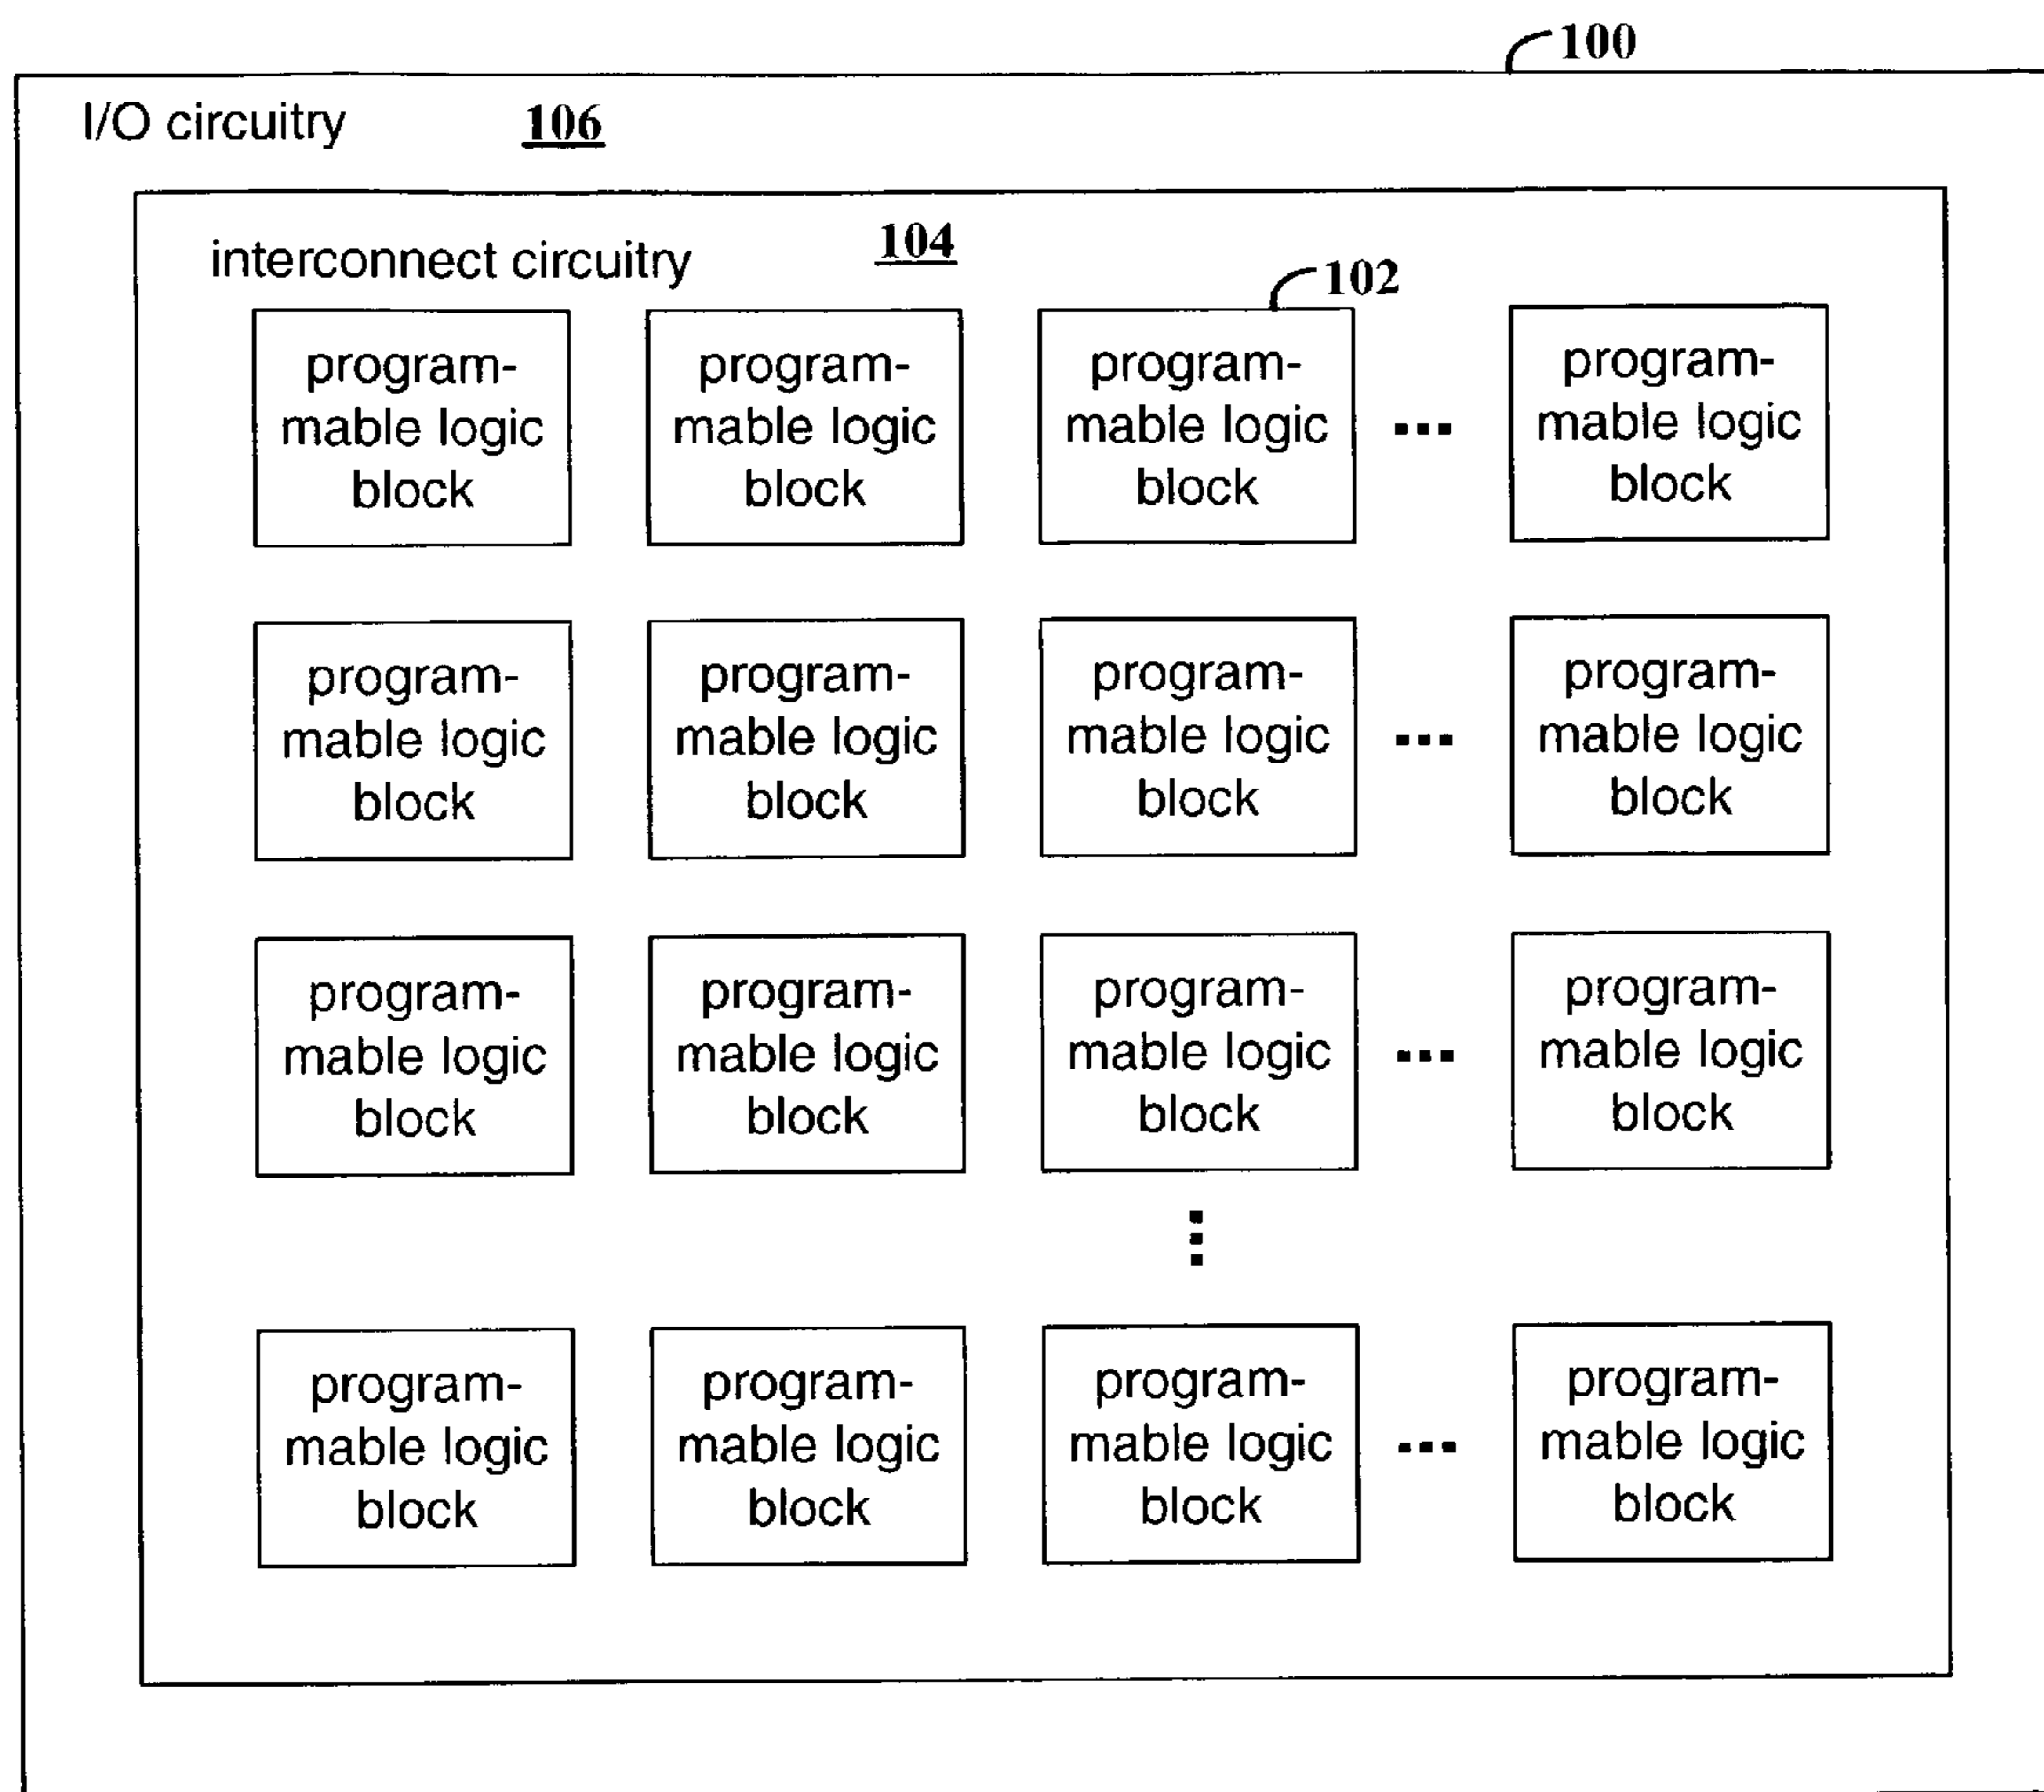 100
I/O circuitry 106
interconnect circuitry 104
102
program- program- program- program-
mable logic mable logic mable logic ... mable logic
block block block block
program- program- program- program-
mable logic mable logic mable logic ... mable logic
block block block block
program- program- program- program-
mable logic mable logic mable logic ... mable logic
block block block block
program- program- program- program-
mable logic mable logic mable logic ... mable logic
block block block block